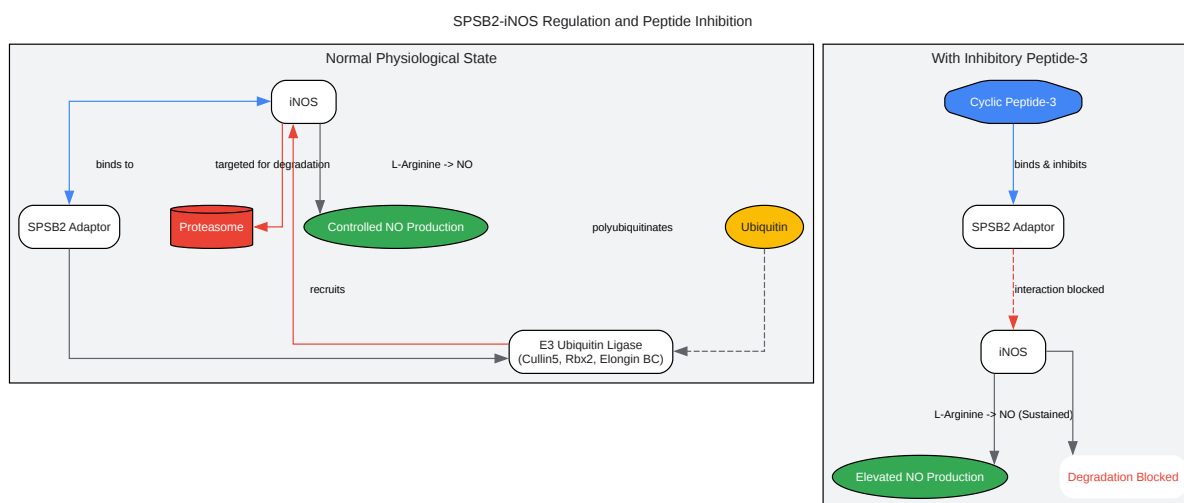 SPSB2-iNOS Regulation and Peptide Inhibition
Normal Physiological State
iNOS
binds to
targeted for degradation
L-Arginine -> NO
SPSB2 Adaptor
Proteasome
Controlled NO Production
polyubiquitinates
Ubiquitin
recruits
E3 Ubiquitin Ligase
(Cullin5, Rbx2, Elongin BC)
With Inhibitory Peptide-3
Cyclic Peptide-3
binds & inhibits
SPSB2 Adaptor
interaction blocked
iNOS
L-Arginine -> NO (Sustained)
Elevated NO Production
Degradation Blocked